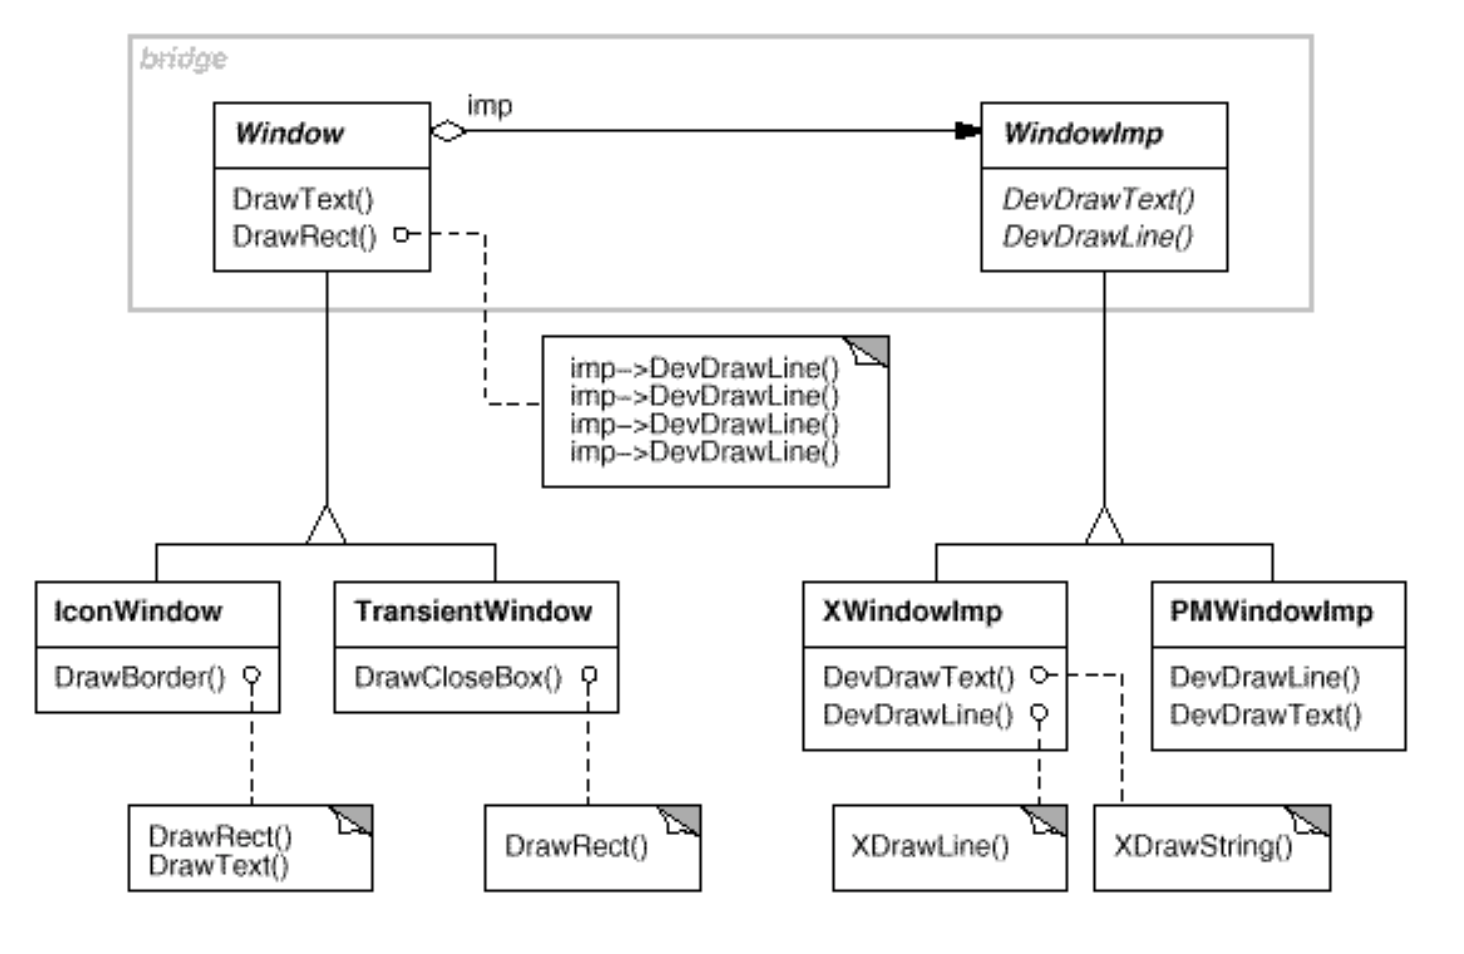 bridge
imp
Window
WindowImp
DrawText()
DrawRect()
DevDrawText()
DevDrawLine()
imp->DevDrawLine()
imp->DevDrawLine()
imp->DevDrawLine()
imp->DevDrawLine()
IconWindow
DrawBorder()
TransientWindow
DrawCloseBox()
XWindowImp
DevDrawText()
DevDrawLine()
PMWindowImp
DevDrawLine()
DevDrawText()
DrawRect()
DrawText()
DrawRect()
XDrawLine()
XDrawString()